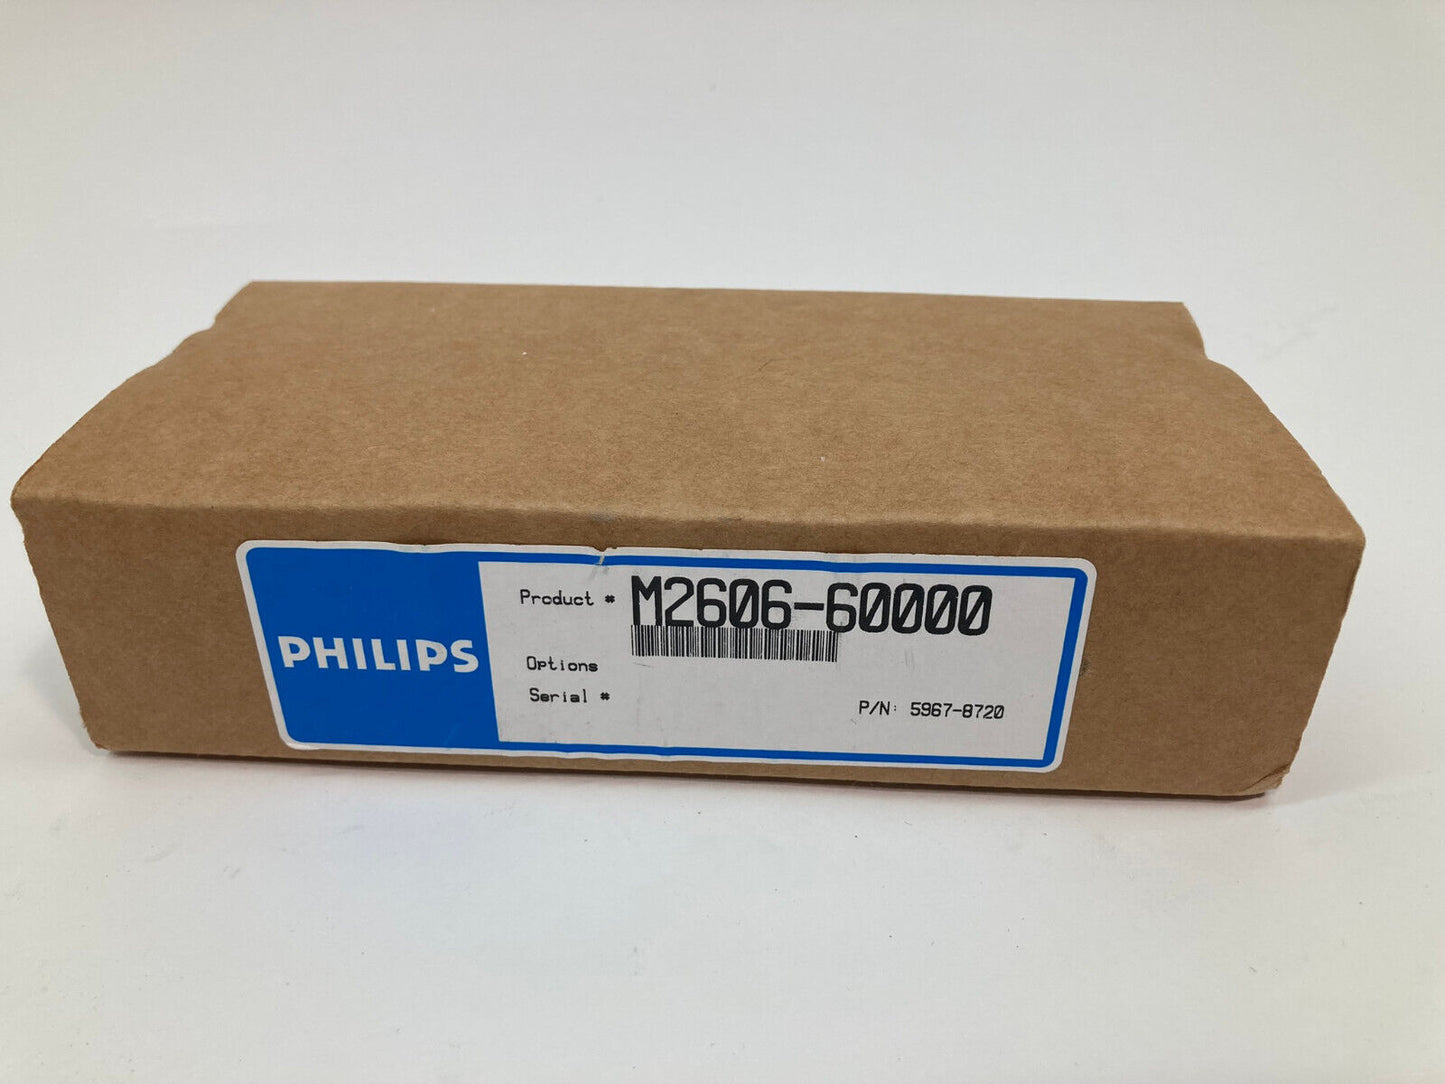 PHILIPS
Product # M2606-60000
Options
Serial #
P/N: 5967-8720